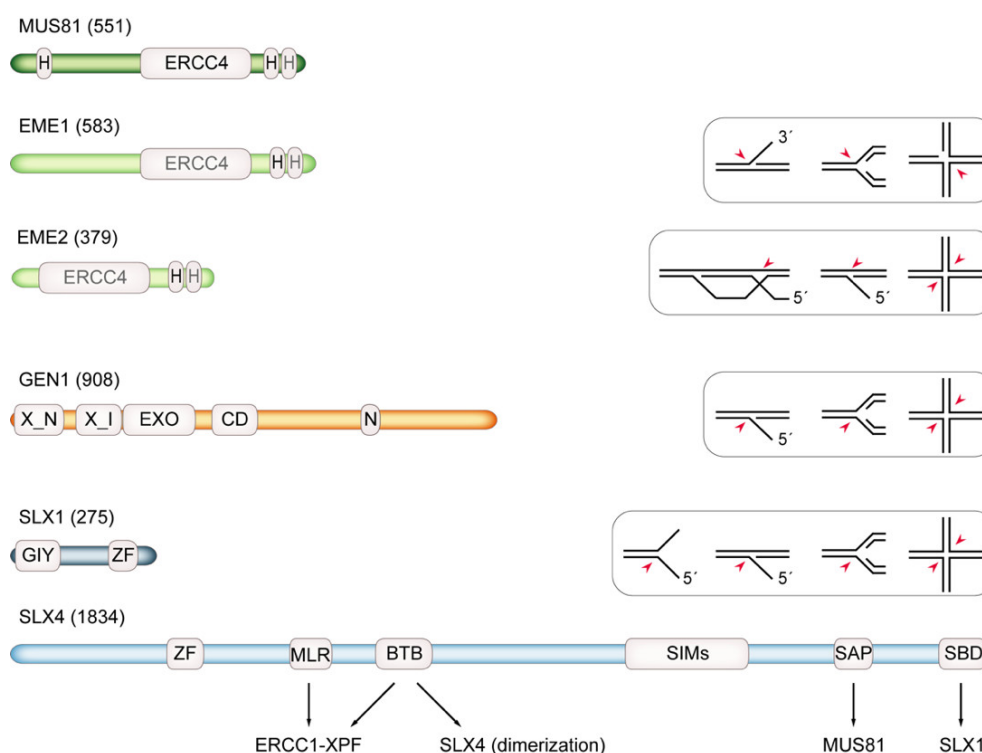 MUS81 (551)
H ERCC4 H H
EME1 (583)
ERCC4 H H
3´
EME2 (379)
ERCC4 H H
5´ 5´
GEN1 (908)
X_N X_I EXO CD N
5´
SLX1 (275)
GIY ZF
5´ 5´
SLX4 (1834)
ZF MLR BTB SIMs SAP SBD
ERCC1-XPF SLX4 (dimerization) MUS81 SLX1